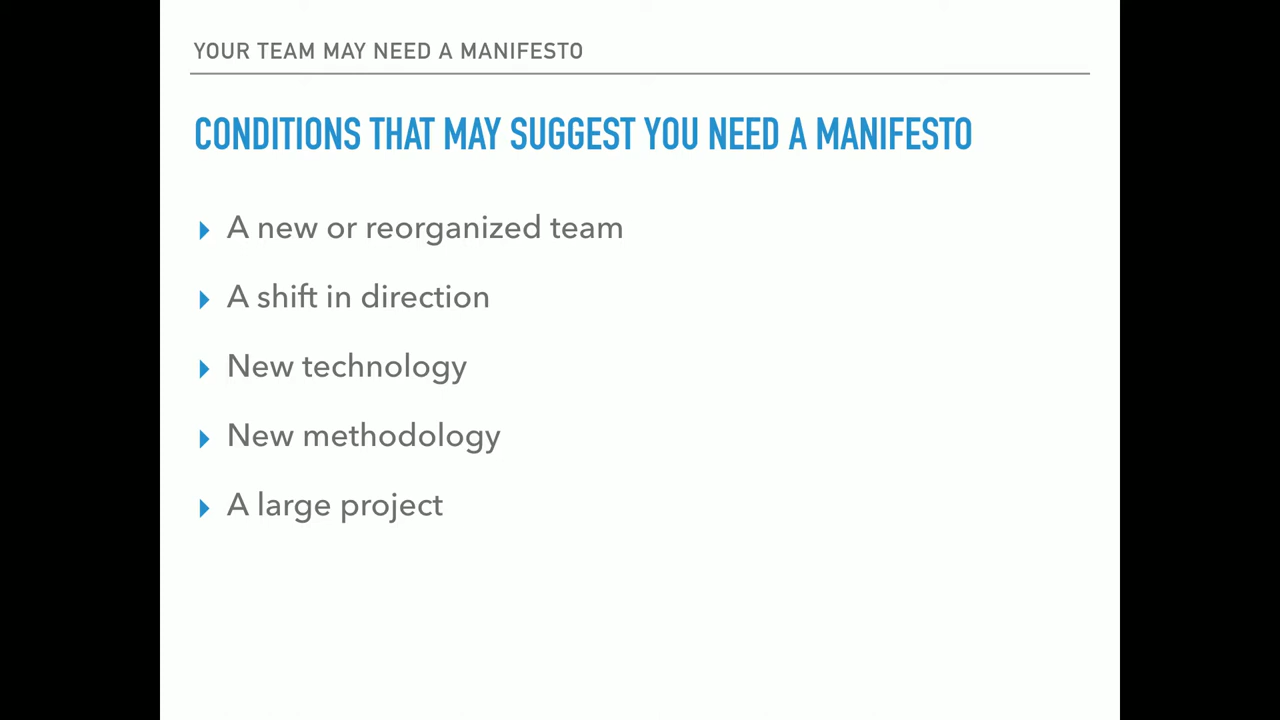 YOUR TEAM MAY NEED A MANIFESTO
CONDITIONS THAT MAY SUGGEST YOU NEED A MANIFESTO
A new or reorganized team
A shift in direction
New technology
New methodology
A large project